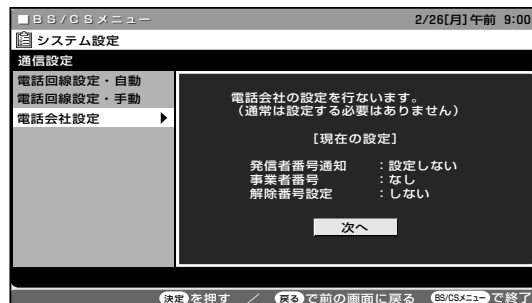 ■BS/CSメニュー 2/26[月]午前 9:00
システム設定
通信設定
電話回線設定・自動
電話回線設定・手動
電話会社設定
電話会社の設定を行ないます。
(通常は設定する必要はありません)
[現在の設定]
発信者番号通知 :設定しない
事業者番号 :なし
解除番号設定 :しない
次へ
決定を押す / 戻るで前の画面に戻る BS/CSメニューで終了